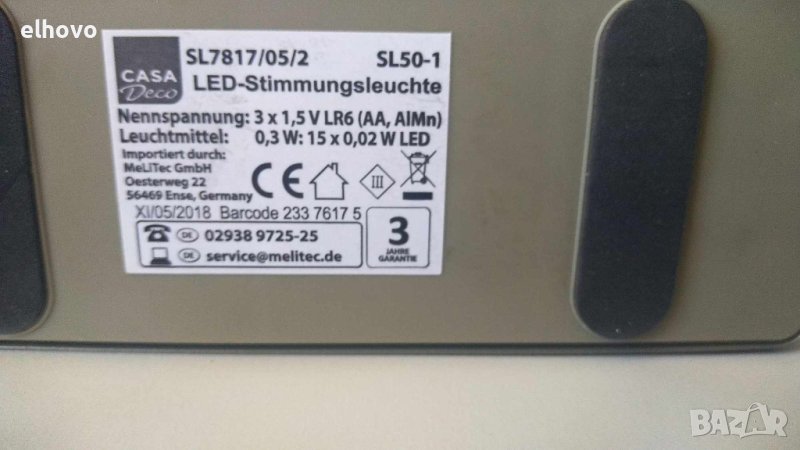 elhovo
CASA
Deco
SL7817/05/2 SL50-1
LED-Stimmungsleuchte
Nennspannung: 3 x 1,5 V LR6 (AA, AlMn)
Leuchtmittel: 0,3 W: 15 x 0,02 W LED
Importiert durch:
MeLiTec GmbH
Oesterweg 22
56469 Ense, Germany
CE
III
XI/05/2018 Barcode 233 7617 5
DE 02938 9725-25
DE service@melitec.de
3
JAHRE
GARANTIE
BAZAR